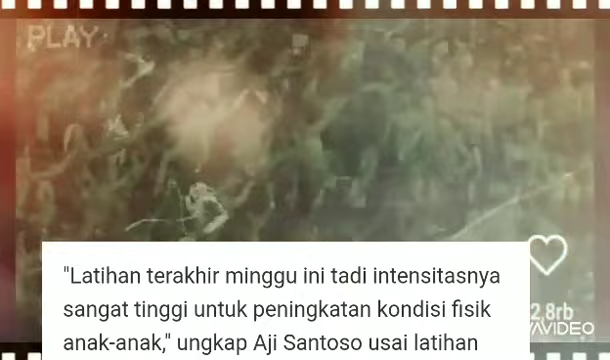 PLAY
"Latihan terakhir minggu ini tadi intensitasnya
sangat tinggi untuk peningkatan kondisi fisik
anak-anak," ungkap Aji Santoso usai latihan
2,8rb